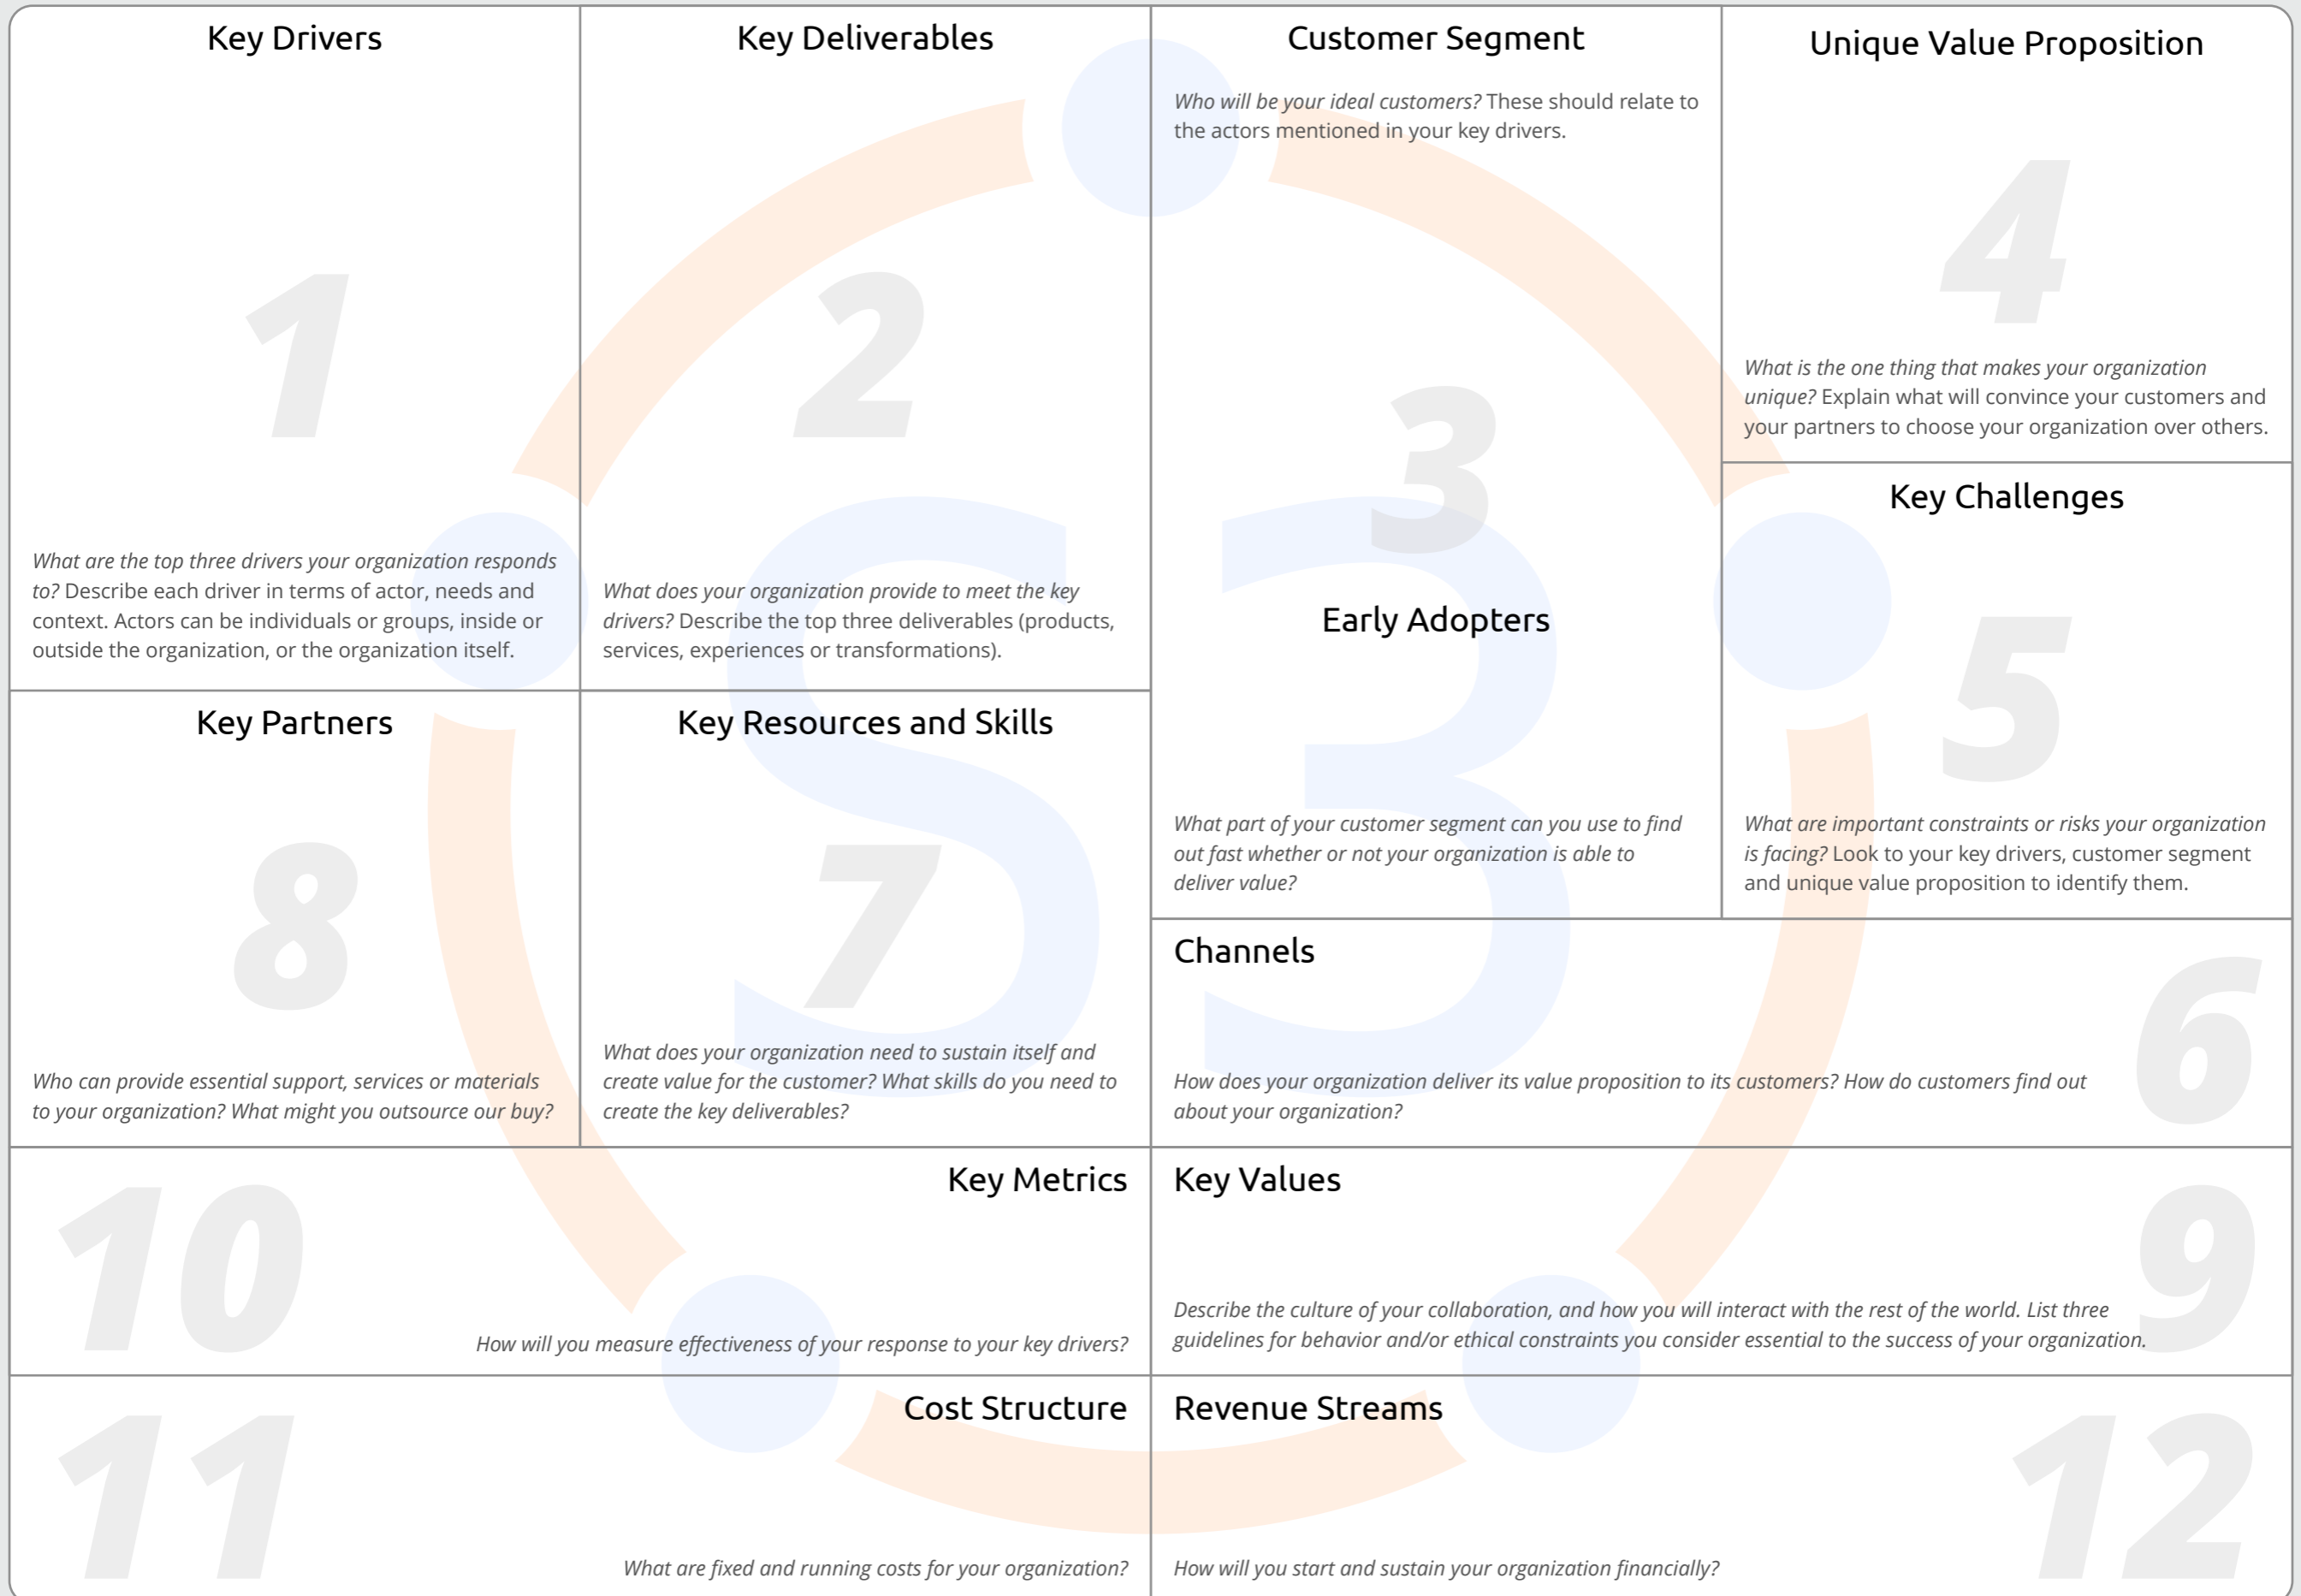 Key Drivers
1
What are the top three drivers your organization responds
to? Describe each driver in terms of actor, needs and
context. Actors can be individuals or groups, inside or
outside the organization, or the organization itself.
Key Deliverables
2
What does your organization provide to meet the key
drivers? Describe the top three deliverables (products,
services, experiences or transformations).
Customer Segment
Who will be your ideal customers? These should relate to
the actors mentioned in your key drivers.
3
Early Adopters
What part of your customer segment can you use to find
out fast whether or not your organization is able to
deliver value?
Unique Value Proposition
4
What is the one thing that makes your organization
unique? Explain what will convince your customers and
your partners to choose your organization over others.
Key Challenges
5
What are important constraints or risks your organization
is facing? Look to your key drivers, customer segment
and unique value proposition to identify them.
Channels
6
How does your organization deliver its value proposition to its customers? How do customers find out
about your organization?
Key Resources and Skills
7
What does your organization need to sustain itself and
create value for the customer? What skills do you need to
create the key deliverables?
Key Partners
8
Who can provide essential support, services or materials
to your organization? What might you outsource our buy?
Key Values
9
Describe the culture of your collaboration, and how you will interact with the rest of the world. List three
guidelines for behavior and/or ethical constraints you consider essential to the success of your organization.
Key Metrics
10
How will you measure effectiveness of your response to your key drivers?
Cost Structure
11
What are fixed and running costs for your organization?
Revenue Streams
12
How will you start and sustain your organization financially?
S3